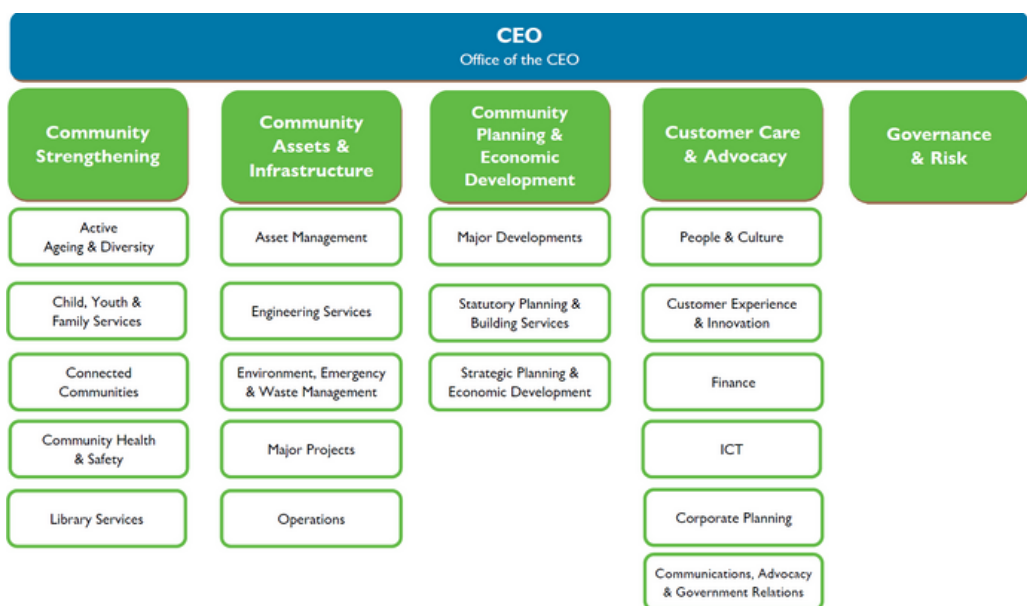 CEO
Office of the CEO
Community
Strengthening
Active
Ageing & Diversity
Child, Youth &
Family Services
Connected
Communities
Community Health
& Safety
Library Services
Community
Assets &
Infrastructure
Asset Management
Engineering Services
Environment, Emergency
& Waste Management
Major Projects
Operations
Community
Planning &
Economic
Development
Major Developments
Statutory Planning &
Building Services
Strategic Planning &
Economic Development
Customer Care
& Advocacy
People & Culture
Customer Experience
& Innovation
Finance
ICT
Corporate Planning
Communications, Advocacy
& Government Relations
Governance
& Risk